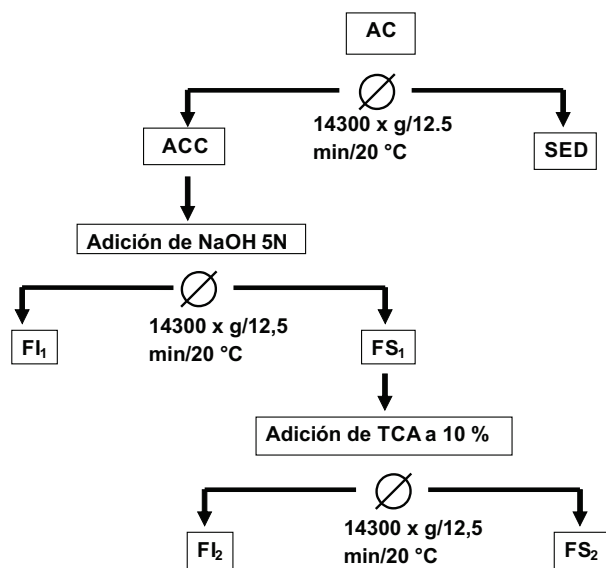 AC
14300 x g/12.5
min/20 °C
ACC
SED
Adición de NaOH 5N
14300 x g/12,5
min/20 °C
FI₁
FS₁
Adición de TCA a 10 %
14300 x g/12,5
min/20 °C
FI₂
FS₂